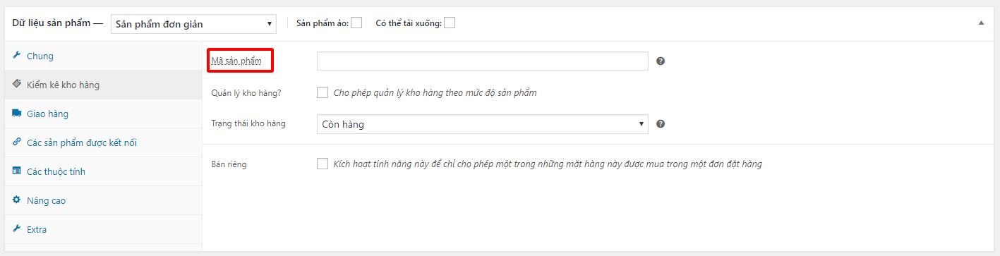 Dữ liệu sản phẩm — Sản phẩm đơn giản Sản phẩm ảo: Có thể tải xuống:
Chung
Kiểm kê kho hàng
Giao hàng
Các sản phẩm được kết nối
Các thuộc tính
Nâng cao
Extra
Mã sản phẩm
Quản lý kho hàng? Cho phép quản lý kho hàng theo mức độ sản phẩm
Trạng thái kho hàng Còn hàng
Bán riêng Kích hoạt tính năng này để chỉ cho phép một trong những mặt hàng này được mua trong một đơn đặt hàng